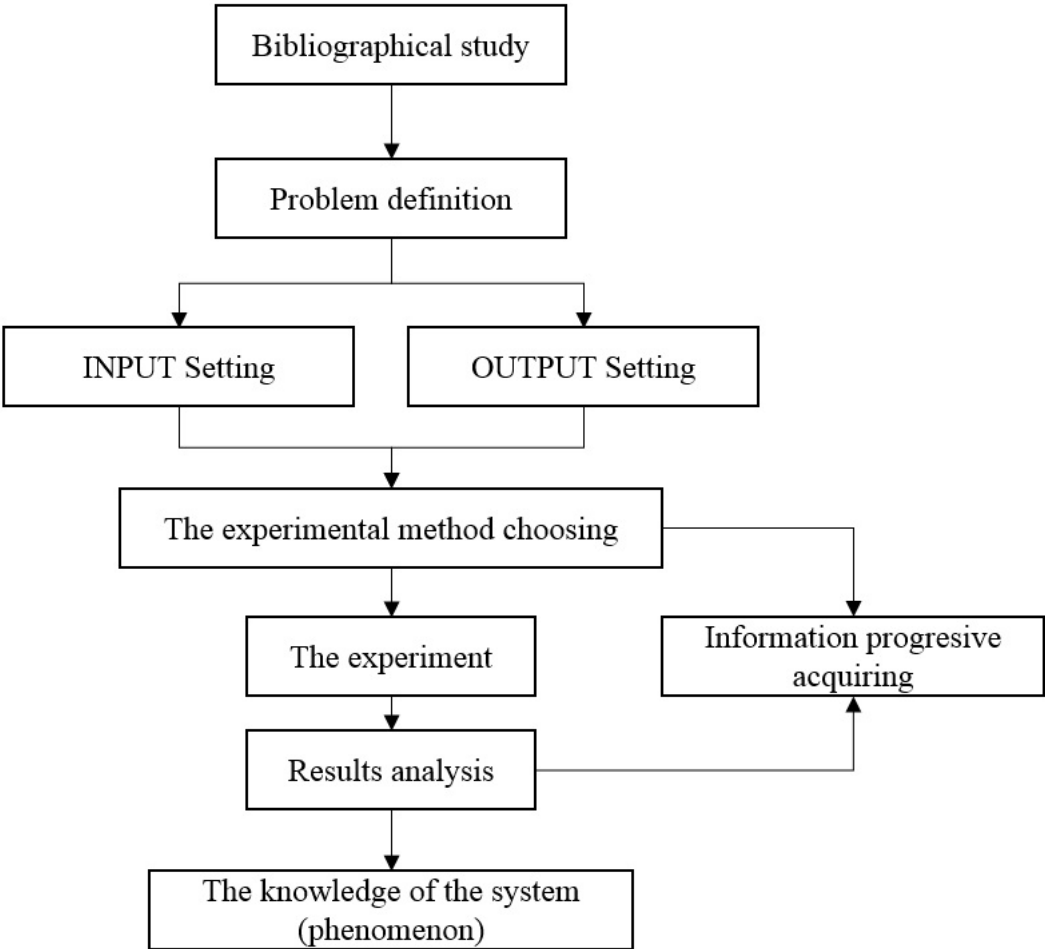 Bibliographical study
Problem definition
INPUT Setting
OUTPUT Setting
The experimental method choosing
The experiment
Information progresive
acquiring
Results analysis
The knowledge of the system
(phenomenon)